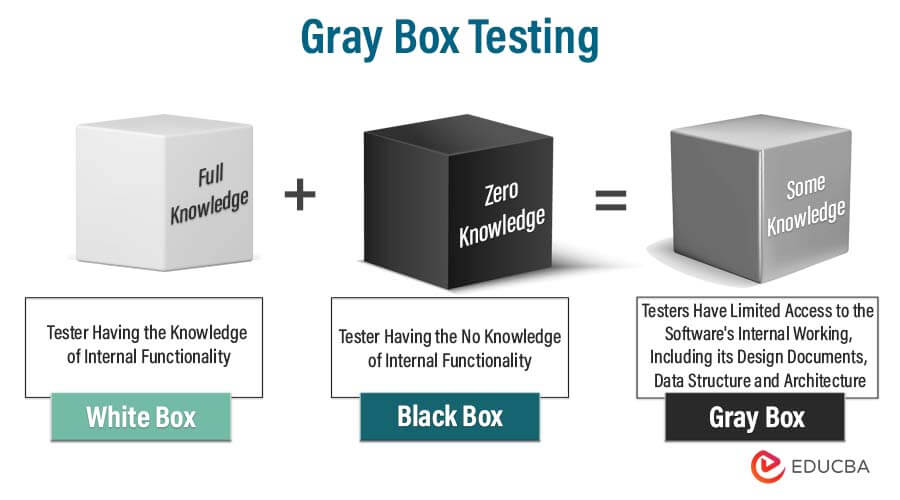 Gray Box Testing
Full
Knowledge
+
Zero
Knowledge
=
Some
Knowledge
Tester Having the Knowledge
of Internal Functionality
White Box
Tester Having the No Knowledge
of Internal Functionality
Black Box
Testers Have Limited Access to the
Software's Internal Working,
Including its Design Documents,
Data Structure and Architecture
Gray Box
EDUCBA